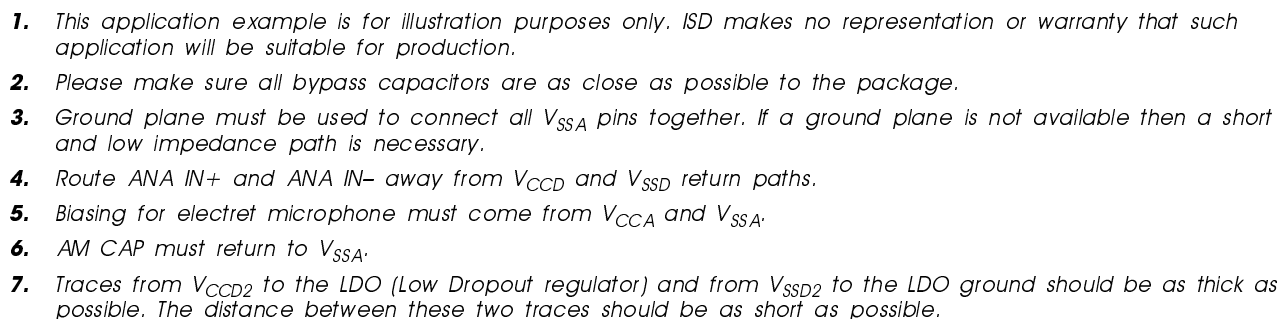 1. This application example is for illustration purposes only. ISD makes no representation or warranty that such
application will be suitable for production.
2. Please make sure all bypass capacitors are as close as possible to the package.
3. Ground plane must be used to connect all VSSA pins together. If a ground plane is not available then a short
and low impedance path is necessary.
4. Route ANA IN+ and ANA IN– away from VCCD and VSSD return paths.
5. Biasing for electret microphone must come from VCCA and VSSA.
6. AM CAP must return to VSSA.
7. Traces from VCCD2 to the LDO (Low Dropout regulator) and from VSSD2 to the LDO ground should be as thick as
possible. The distance between these two traces should be as short as possible.